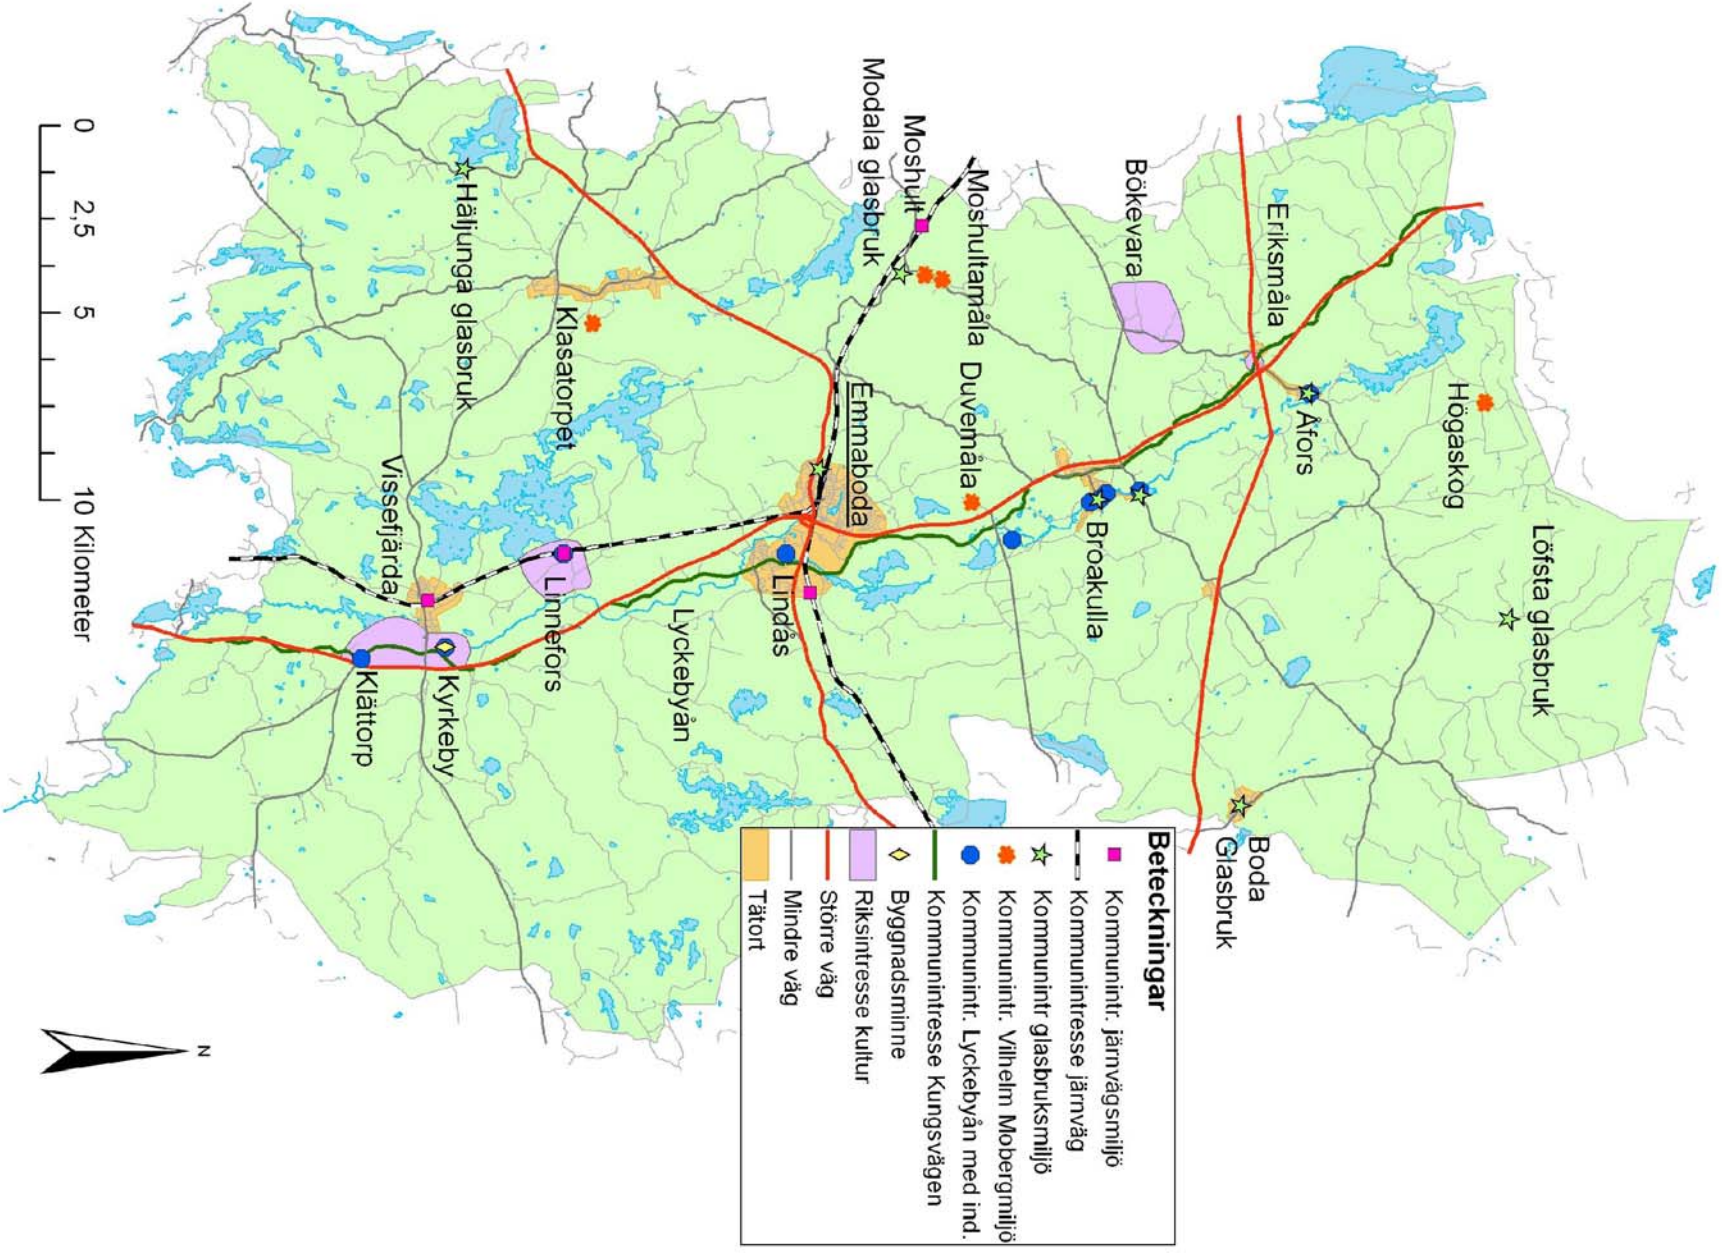 Högaskog
Löfsta glasbruk
Åfors
Eriksmåla
Boda
Glasbruk
Bökevara
Broakulla
Moshultamåla
Duvemåla
Moshult
Modala glasbruk
Emmaboda
Lindås
Lyckebyån
Klasatorpet
Linnefors
Häljunga glasbruk
Vissefjärda
Kyrkeby
Klättorp
Beteckningar
Kommunintr. järnvägsmiljö
Kommunintresse järnväg
Kommunintr glasbruksmiljö
Kommunintr. Vilhelm Mobergmiljö
Kommunintr. Lyckebyån med ind.
Kommunintresse Kungsvägen
Byggnadsminne
Riksintresse kultur
Större väg
Mindre väg
Tätort
0 2,5 5 10 Kilometer
N